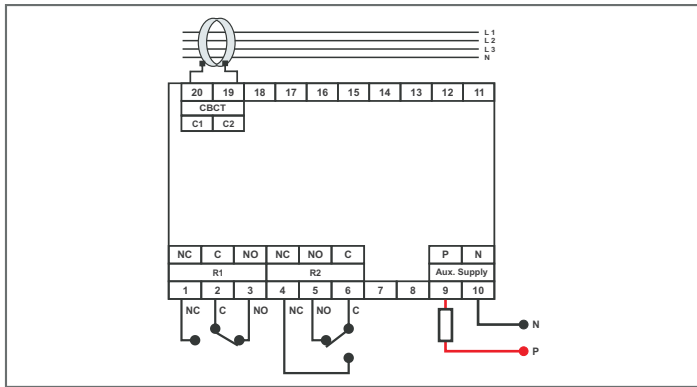 L 1
L 2
L 3
N
20 19 18 17 16 15 14 13 12 11
CBCT
C1 C2
NC C NO NC NO C P N
R1 R2 Aux. Supply
1 2 3 4 5 6 7 8 9 10
NC C NO NC NO C
N
P